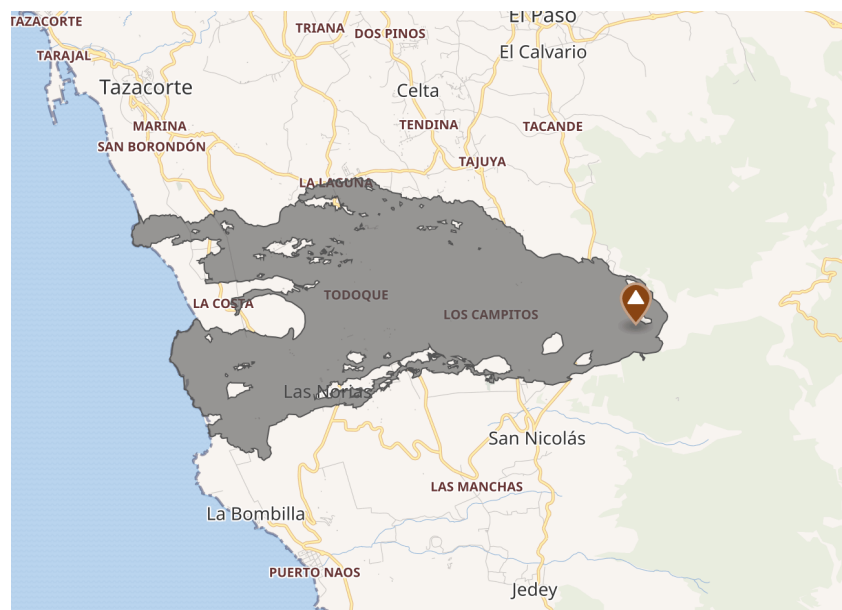 El Paso
TAZACORTE
TRIANA
DOS PINOS
El Calvario
TARAJAL
Tazacorte
Celta
MARINA
TENDINA
TACANDE
SAN BORONDÓN
TAJUYA
LA LAGUNA
TODOQUE
LA COSTA
LOS CAMPITOS
Las Norias
San Nicolás
LAS MANCHAS
La Bombilla
PUERTO NAOS
Jedey